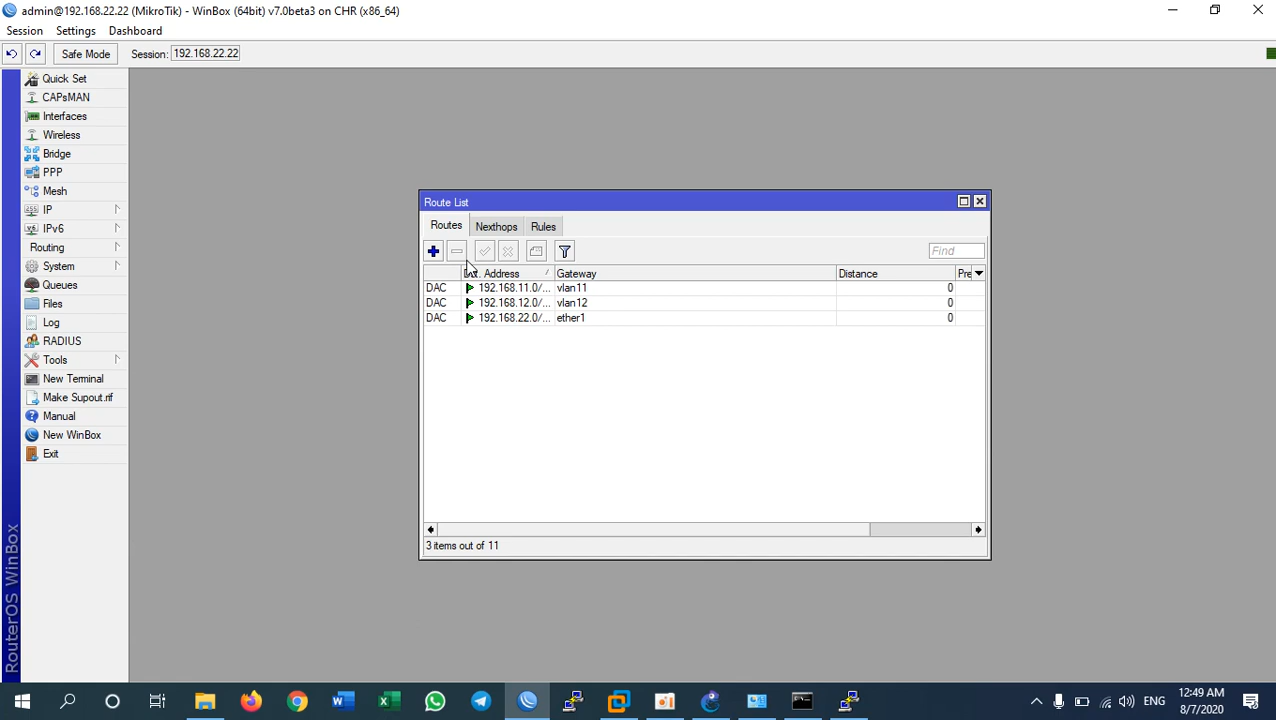 admin@192.168.22.22 (MikroTik) - WinBox (64bit) v7.0beta3 on CHR (x86_64)
Session Settings Dashboard
Safe Mode Session: 192.168.22.22
Quick Set
CAPsMAN
Interfaces
Wireless
Bridge
PPP
Mesh
IP
IPv6
Routing
System
Queues
Files
Log
RADIUS
Tools
New Terminal
Make Supout.rif
Manual
New WinBox
Exit
RouterOS WinBox
Route List
Routes Nexthops Rules
Find
Address Gateway Distance Pre
DAC 192.168.11.0/... vlan11 0
DAC 192.168.12.0/... vlan12 0
DAC 192.168.22.0/... ether1 0
3 items out of 11
ENG
12:49 AM
8/7/2020